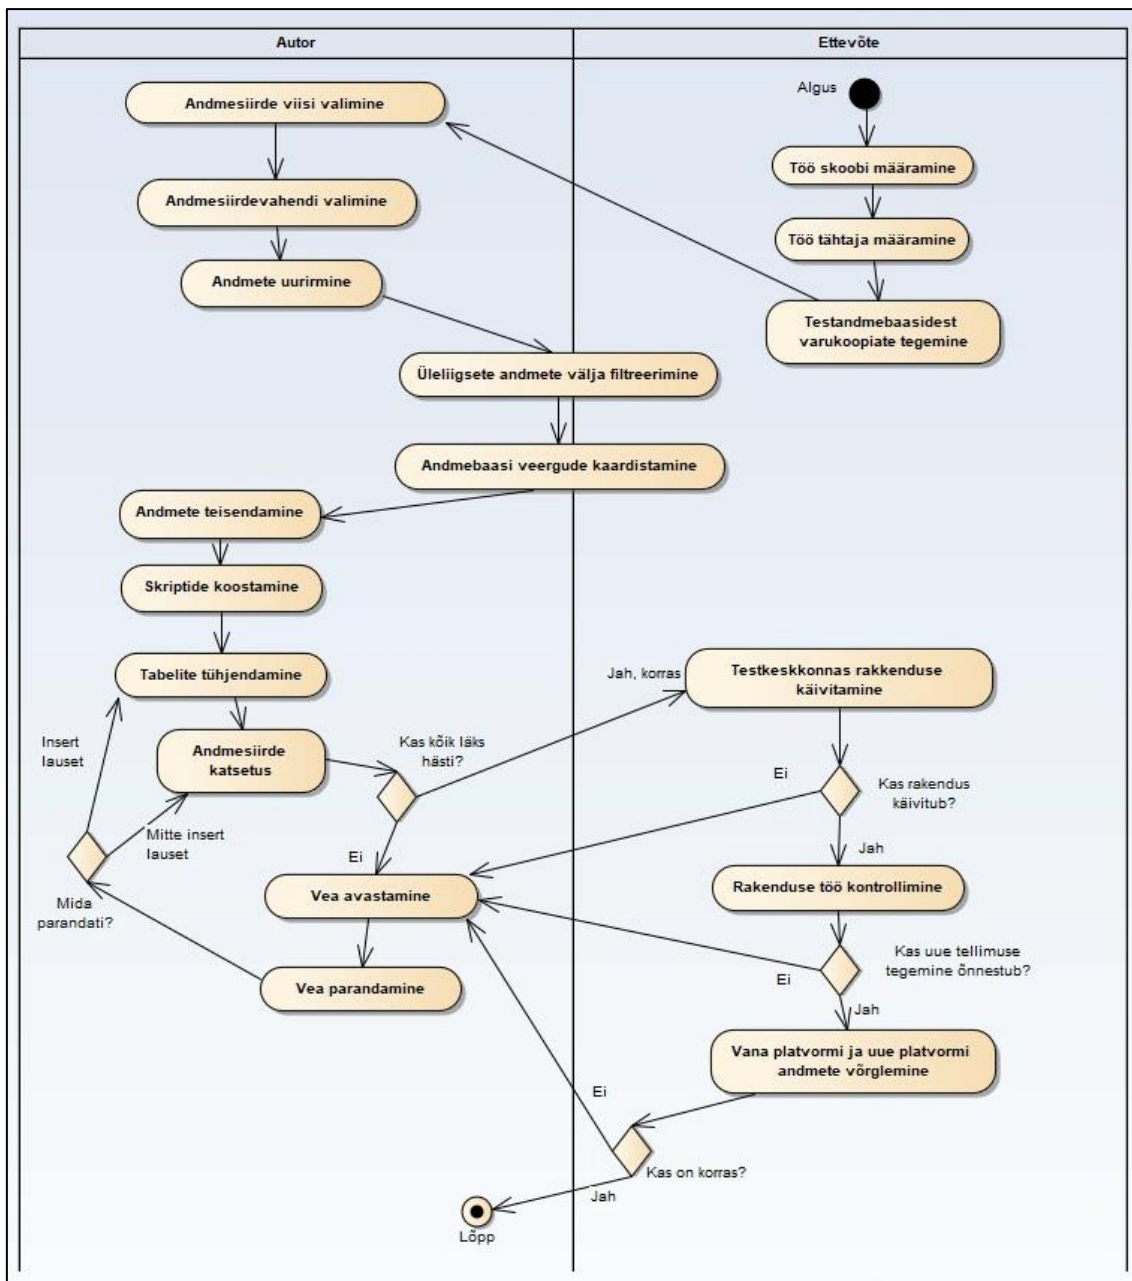 Autor
Ettevõte
Algus
Andmesiirde viisi valimine
Töö skoobi määramine
Andmesiirdevahendi valimine
Töö tähtaja määramine
Andmete uurirmine
Testandmebaasidest
varukoopiate tegemine
Üleliigsete andmete välja filtreerimine
Andmebaasi veergude kaardistamine
Andmete teisendamine
Skriptide koostamine
Tabelite tühjendamine
Jah, korras
Testkeskkonnas rakkenduse
käivitamine
Insert
lauset
Andmesiirde
katsetus
Kas kõik läks
hästi?
Ei
Kas rakendus
käivitub?
Mitte insert
lauset
Ei
Jah
Mida
parandati?
Vea avastamine
Rakenduse töö kontrollimine
Kas uue tellimuse
tegemine õnnestub?
Ei
Vea parandamine
Jah
Vana platvormi ja uue platvormi
andmete võrglemine
Ei
Kas on korras?
Jah
Lõpp